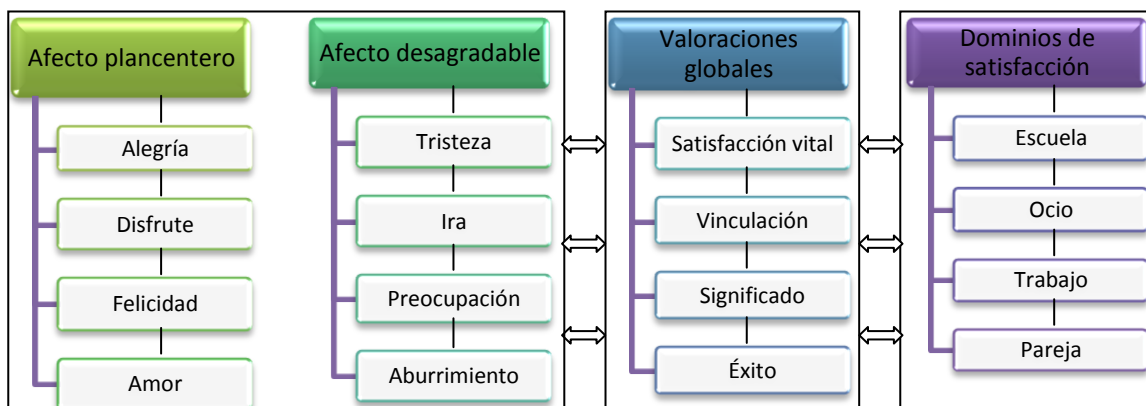 Afecto plancentero
Alegría
Disfrute
Felicidad
Amor
Afecto desagradable
Tristeza
Ira
Preocupación
Aburrimiento
Valoraciones
globales
Satisfacción vital
Vinculación
Significado
Éxito
Dominios de
satisfacción
Escuela
Ocio
Trabajo
Pareja